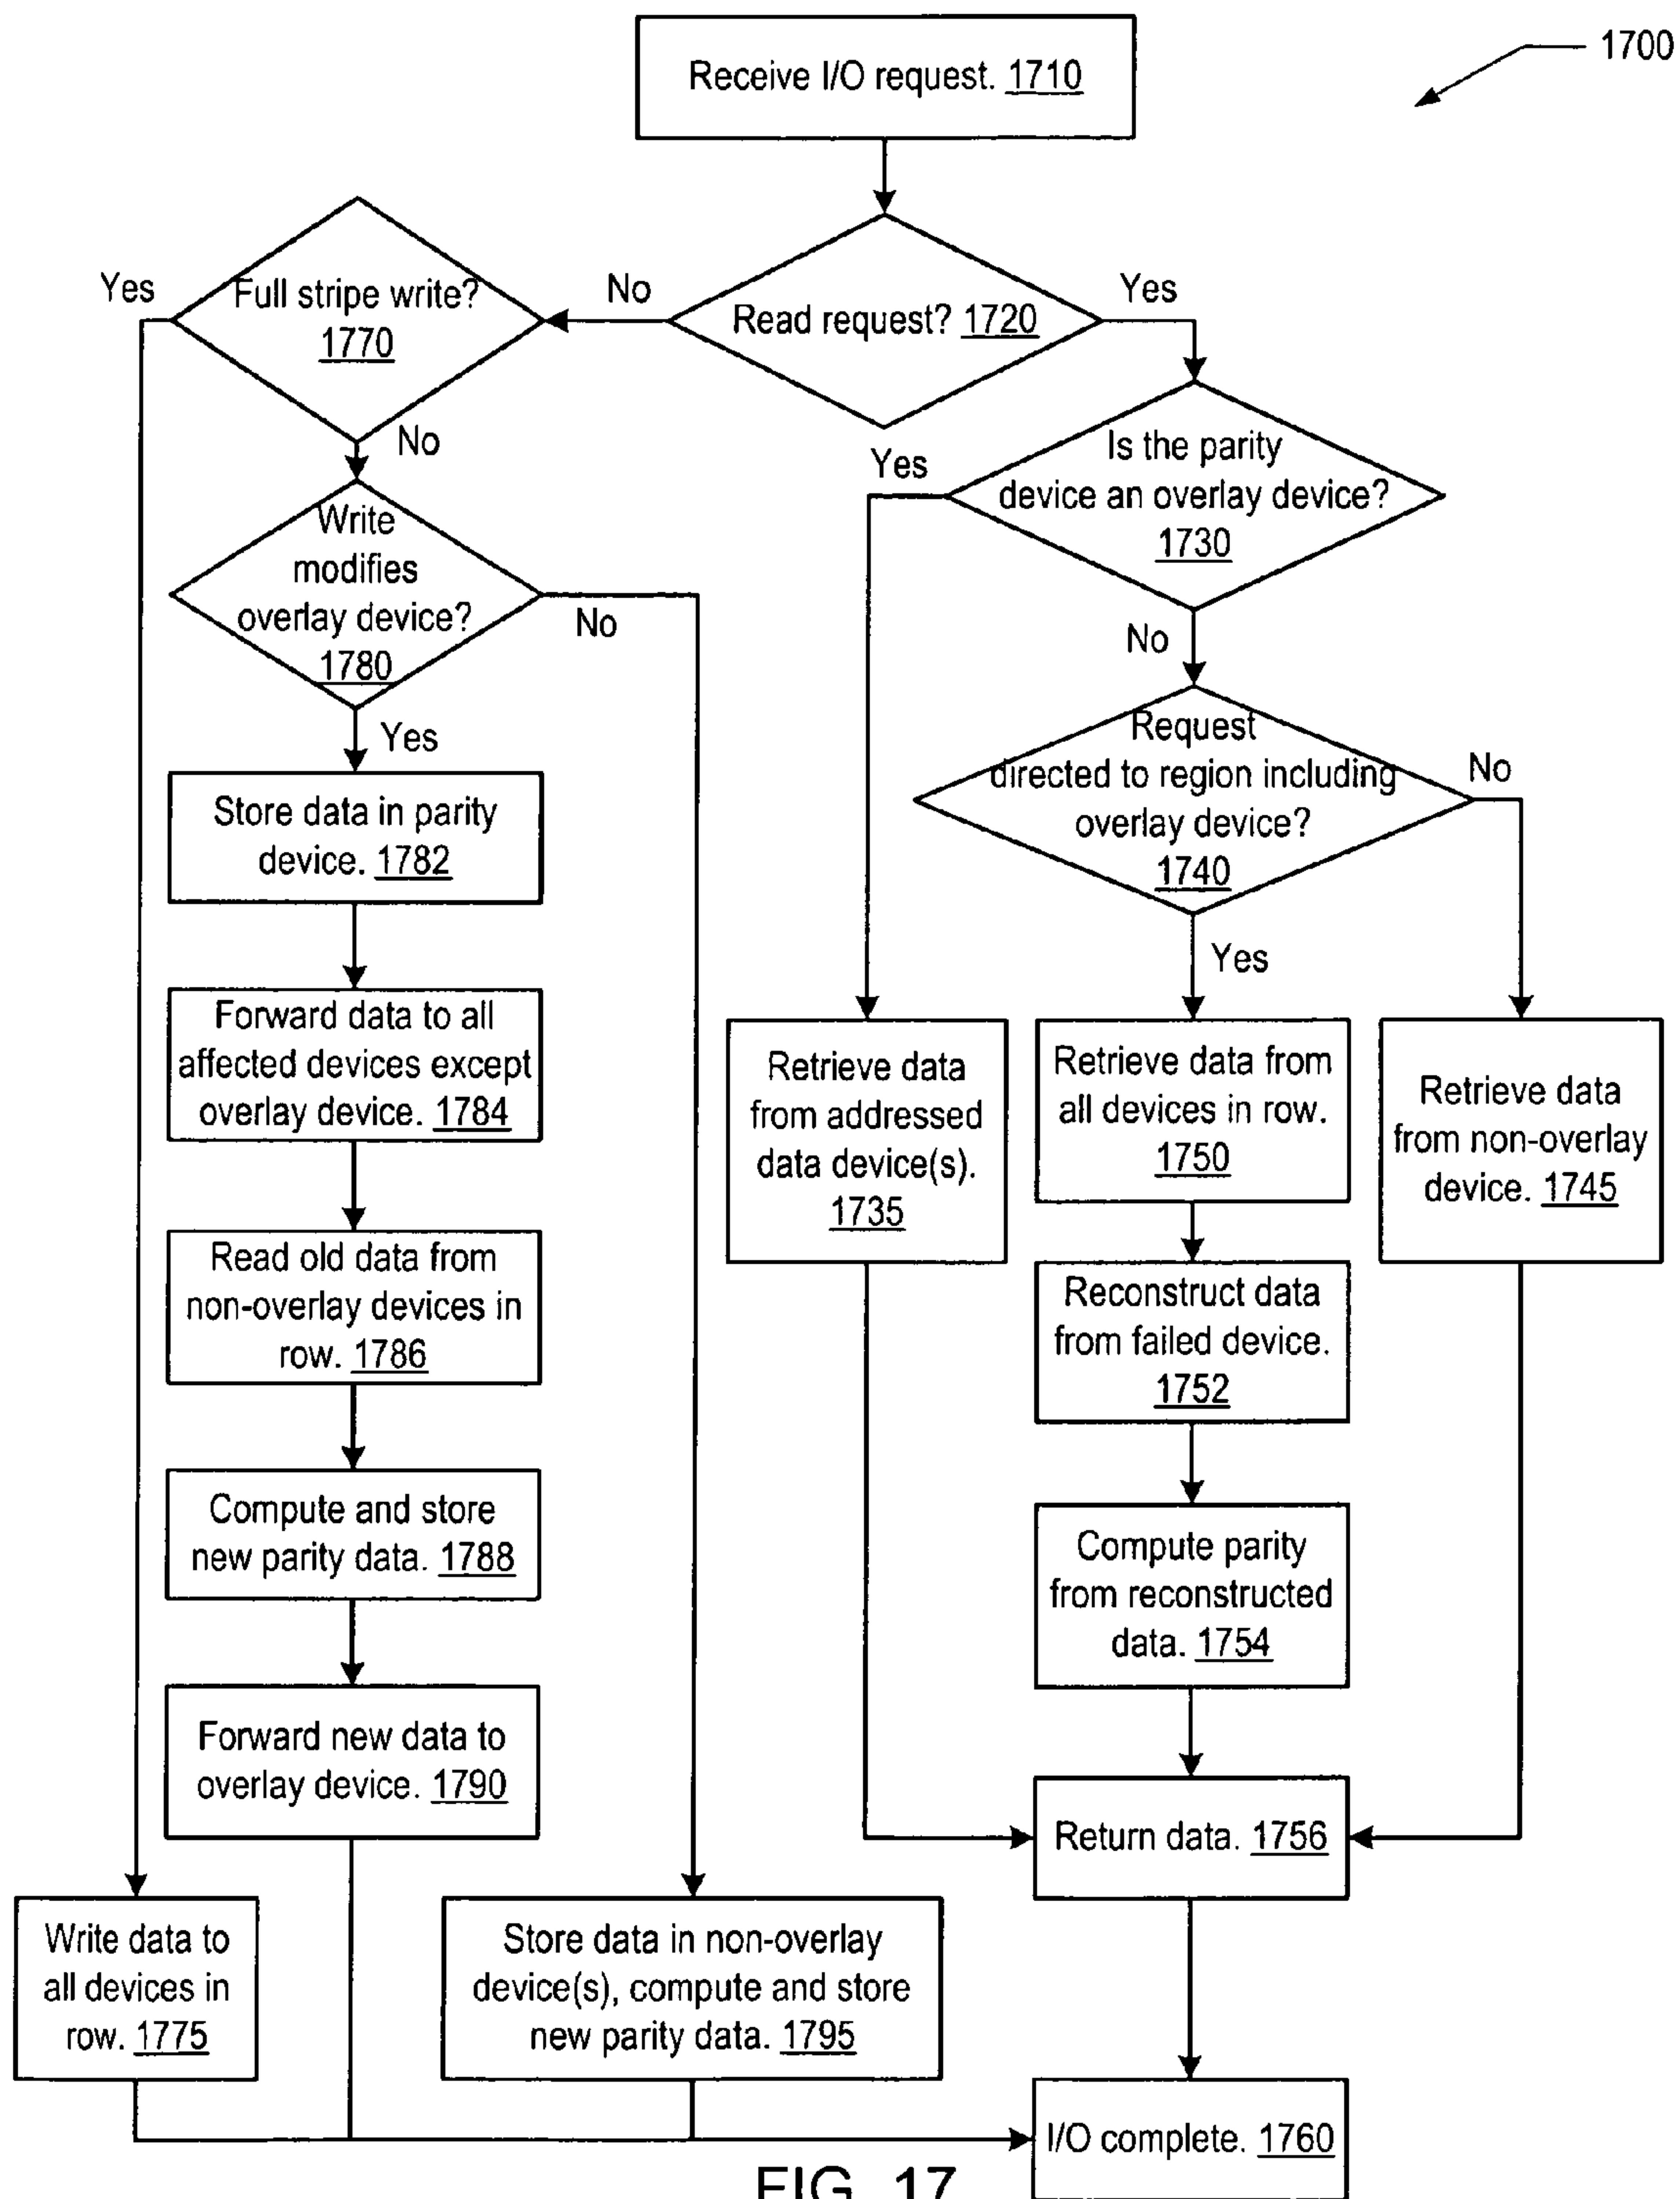 1700
Receive I/O request. 1710
Yes
Full stripe write?
1770
No
Read request? 1720
Yes
No
Is the parity
device an overlay device?
1730
Yes
No
Write
modifies
overlay device?
1780
No
Yes
Request
directed to region including
overlay device?
1740
No
Yes
Store data in parity
device. 1782
Forward data to all
affected devices except
overlay device. 1784
Read old data from
non-overlay devices in
row. 1786
Compute and store
new parity data. 1788
Forward new data to
overlay device. 1790
Retrieve data
from addressed
data device(s).
1735
Retrieve data from
all devices in row.
1750
Retrieve data
from non-overlay
device. 1745
Reconstruct data
from failed device.
1752
Compute parity
from reconstructed
data. 1754
Return data. 1756
Write data to
all devices in
row. 1775
Store data in non-overlay
device(s), compute and store
new parity data. 1795
I/O complete. 1760
FIG. 17